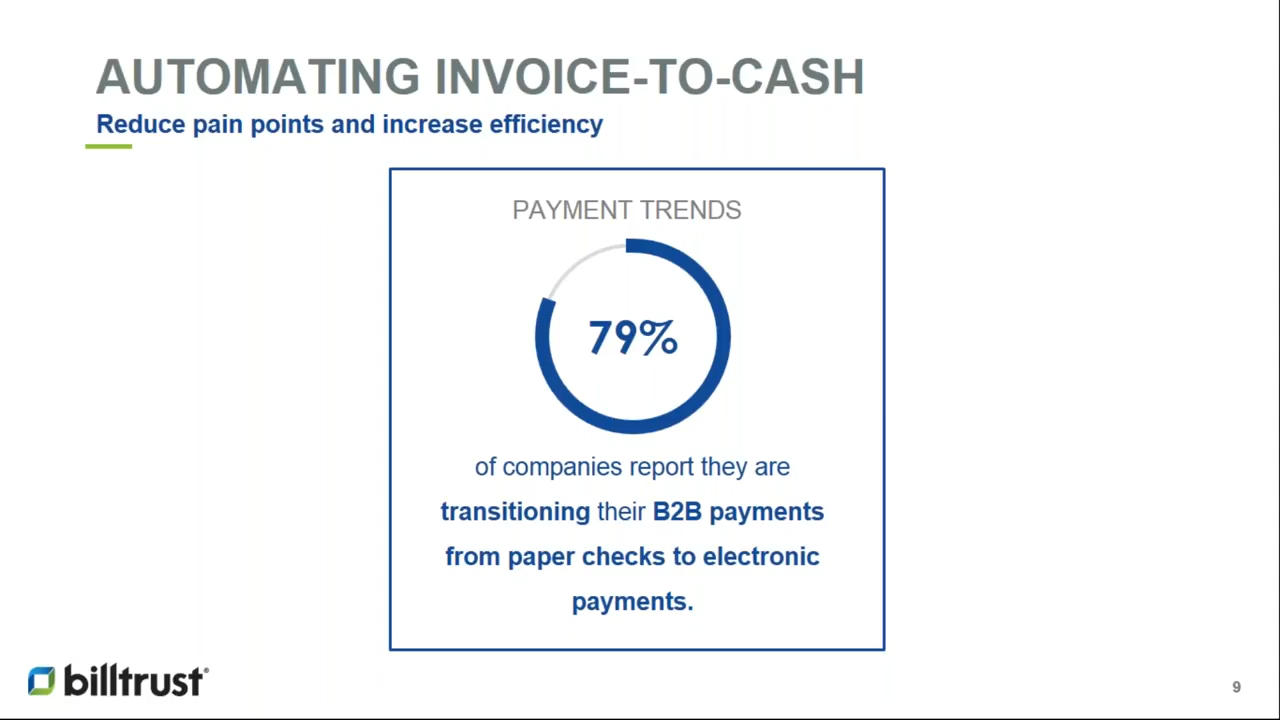 AUTOMATING INVOICE-TO-CASH
Reduce pain points and increase efficiency
PAYMENT TRENDS
79%
of companies report they are
transitioning their B2B payments
from paper checks to electronic
payments.
billtrust®
9